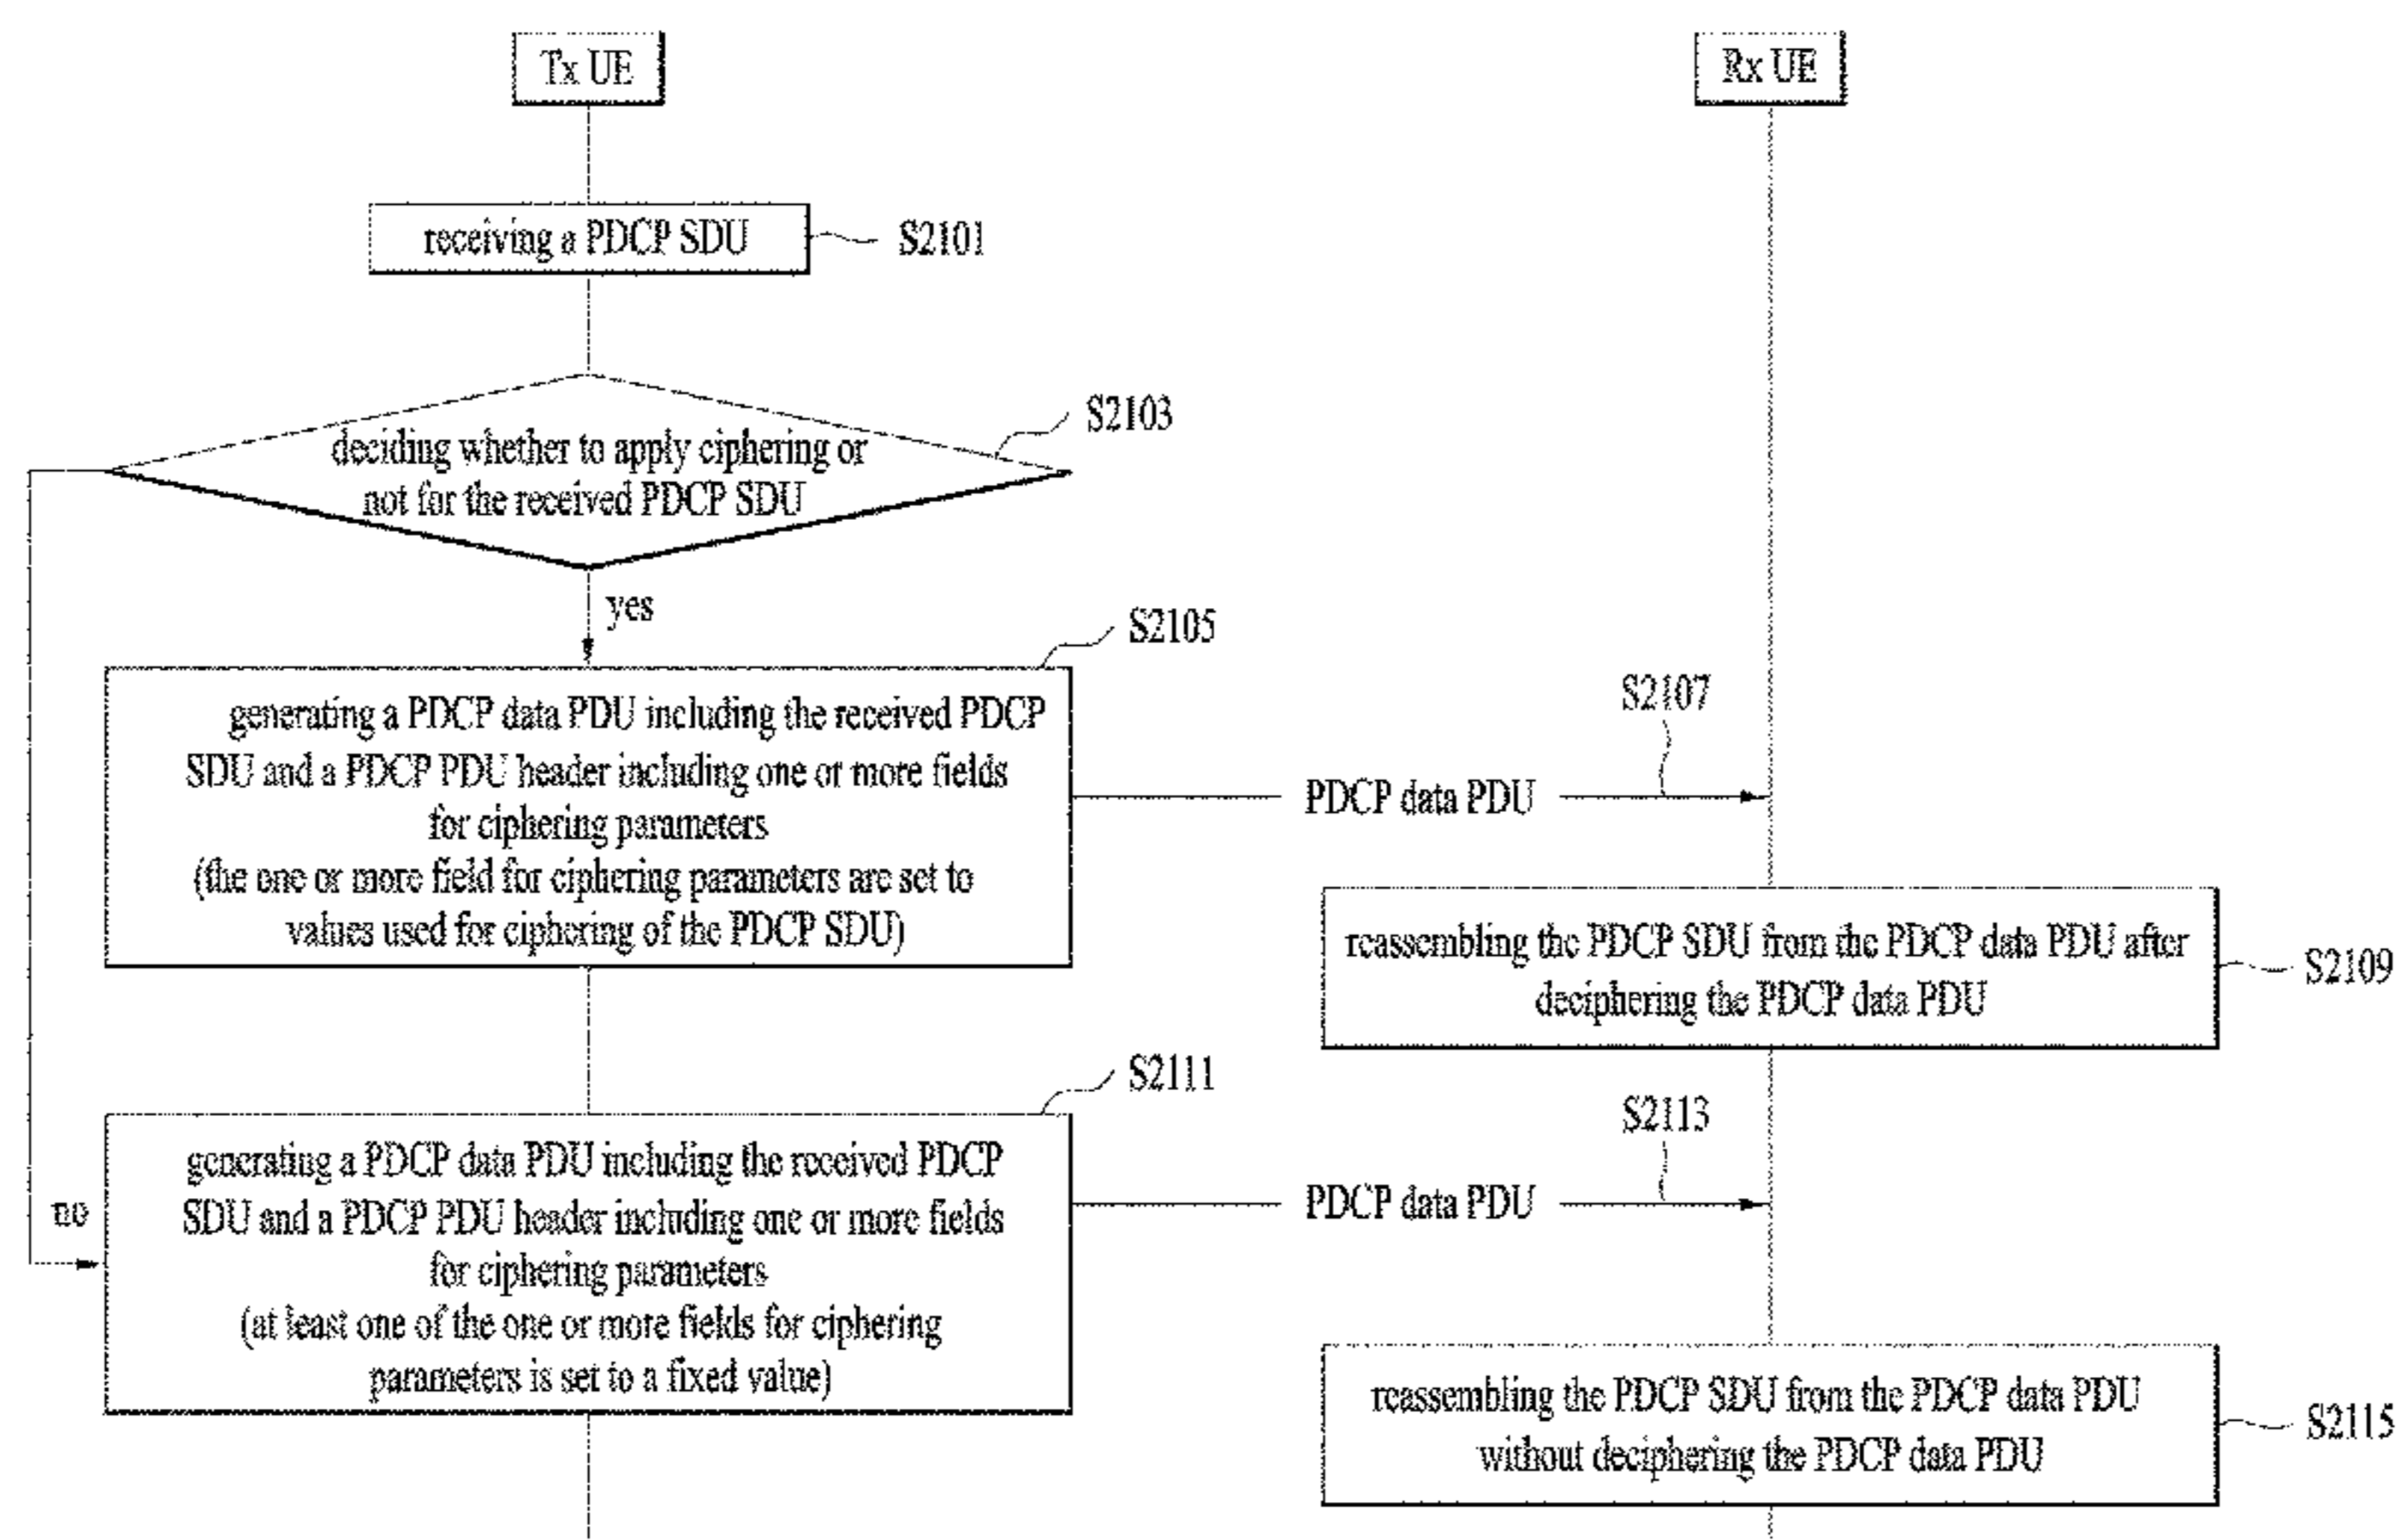 Tx UE
Rx UE
receiving a PDCP SDU
S2101
S2103
deciding whether to apply ciphering or
not for the received PDCP SDU
yes
S2105
generating a PDCP data PDU including the received PDCP
SDU and a PDCP PDU header including one or more fields
for ciphering parameters
(the one or more field for ciphering parameters are set to
values used for ciphering of the PDCP SDU)
S2107
PDCP data PDU
reassembling the PDCP SDU from the PDCP data PDU after
deciphering the PDCP data PDU
S2109
S2111
no
generating a PDCP data PDU including the received PDCP
SDU and a PDCP PDU header including one or more fields
for ciphering parameters
(at least one of the one or more fields for ciphering
parameters is set to a fixed value)
S2113
PDCP data PDU
reassembling the PDCP SDU from the PDCP data PDU
without deciphering the PDCP data PDU
S2115